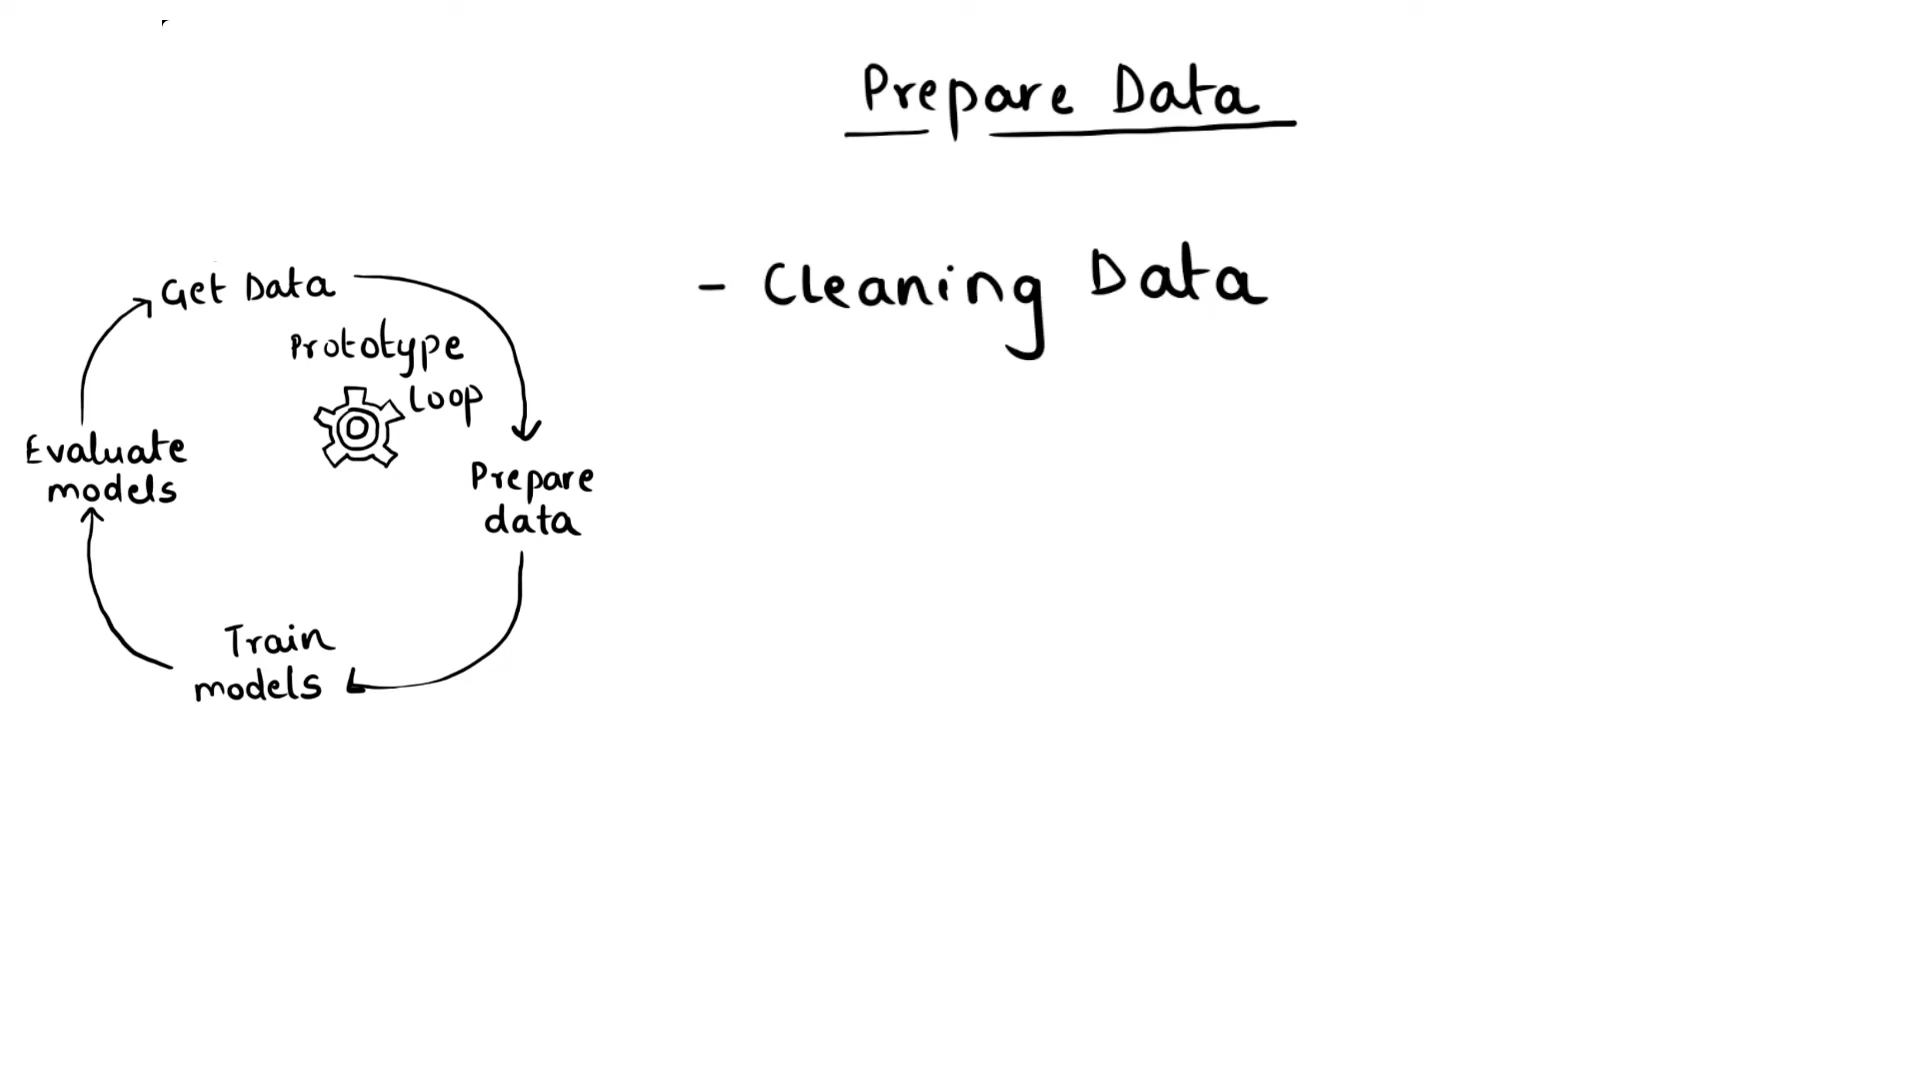 Prepare Data
- Cleaning Data
Get Data
Prototype
Loop
Prepare
data
Train
models
Evaluate
models